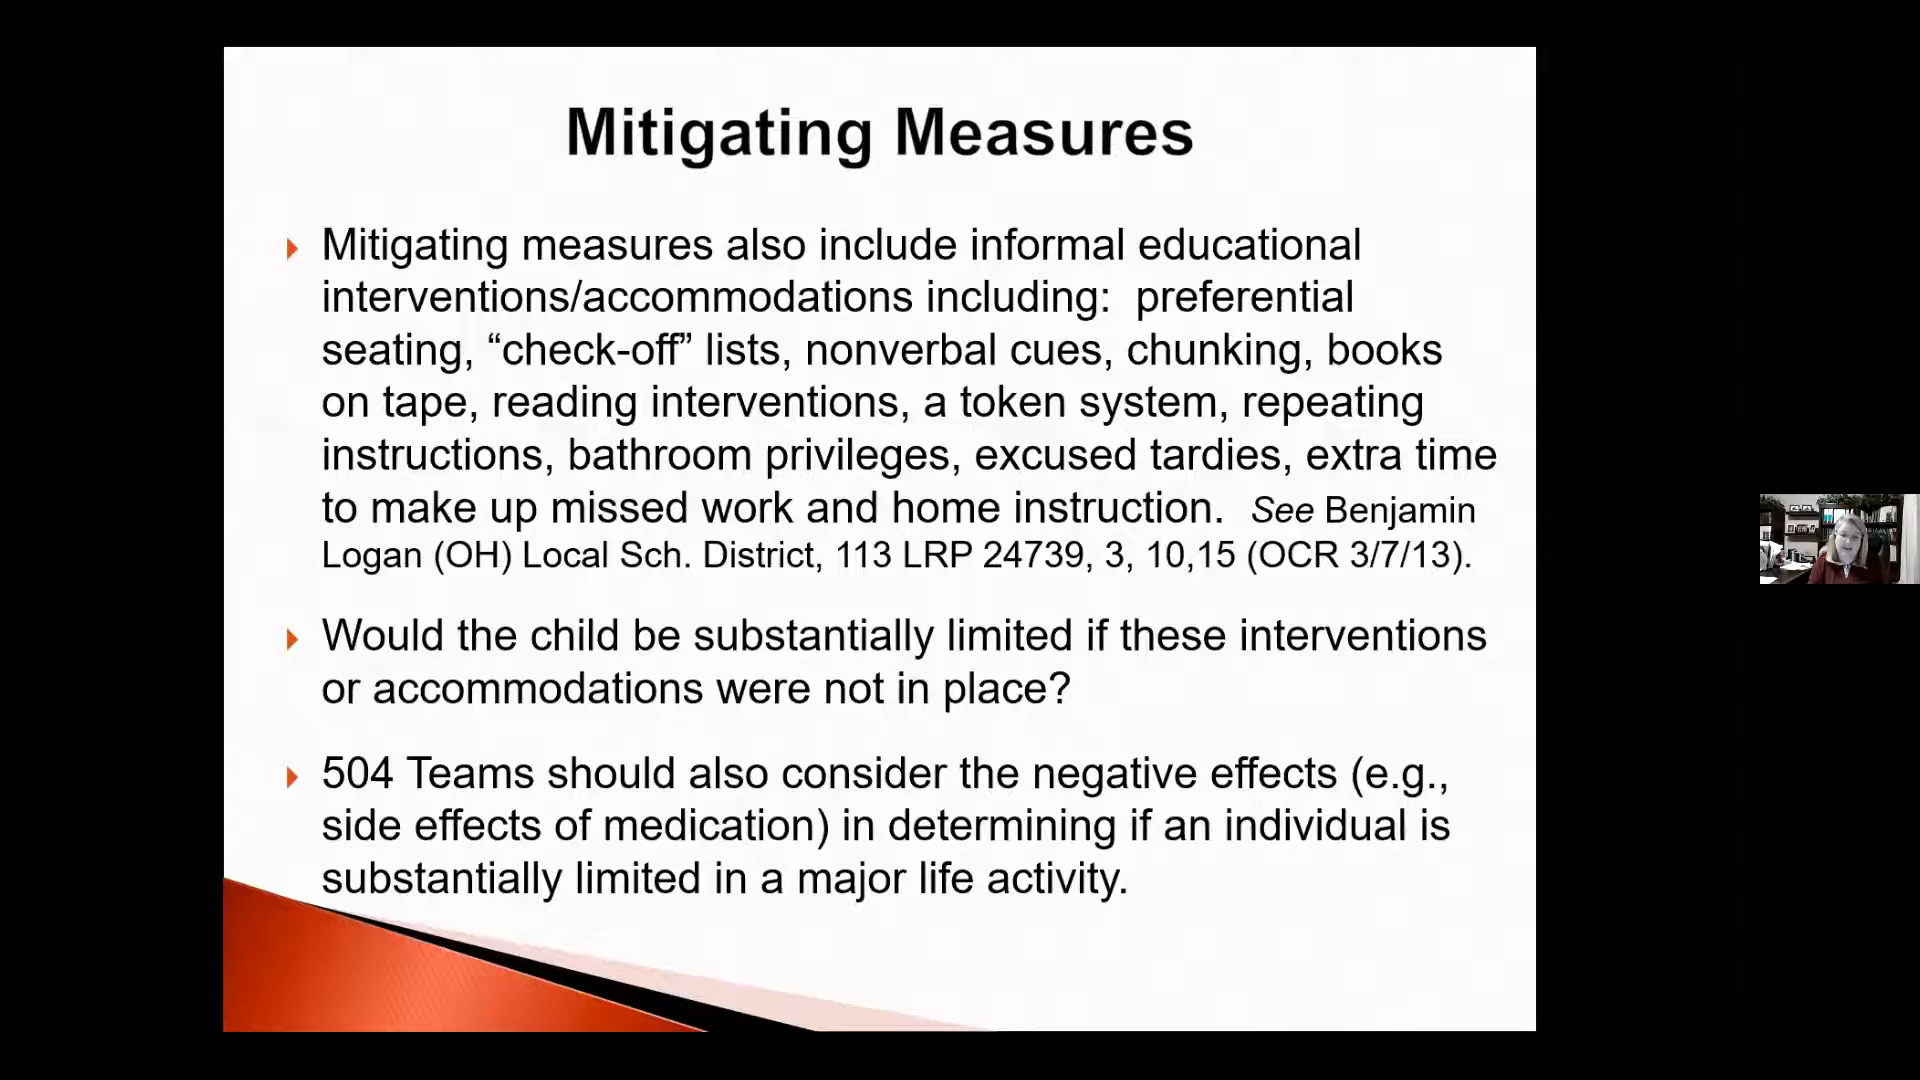 Mitigating Measures
Mitigating measures also include informal educational
interventions/accommodations including:  preferential
seating, “check-off” lists, nonverbal cues, chunking, books
on tape, reading interventions, a token system, repeating
instructions, bathroom privileges, excused tardies, extra time
to make up missed work and home instruction.  See Benjamin
Logan (OH) Local Sch. District, 113 LRP 24739, 3, 10,15 (OCR 3/7/13).
Would the child be substantially limited if these interventions
or accommodations were not in place?
504 Teams should also consider the negative effects (e.g.,
side effects of medication) in determining if an individual is
substantially limited in a major life activity.